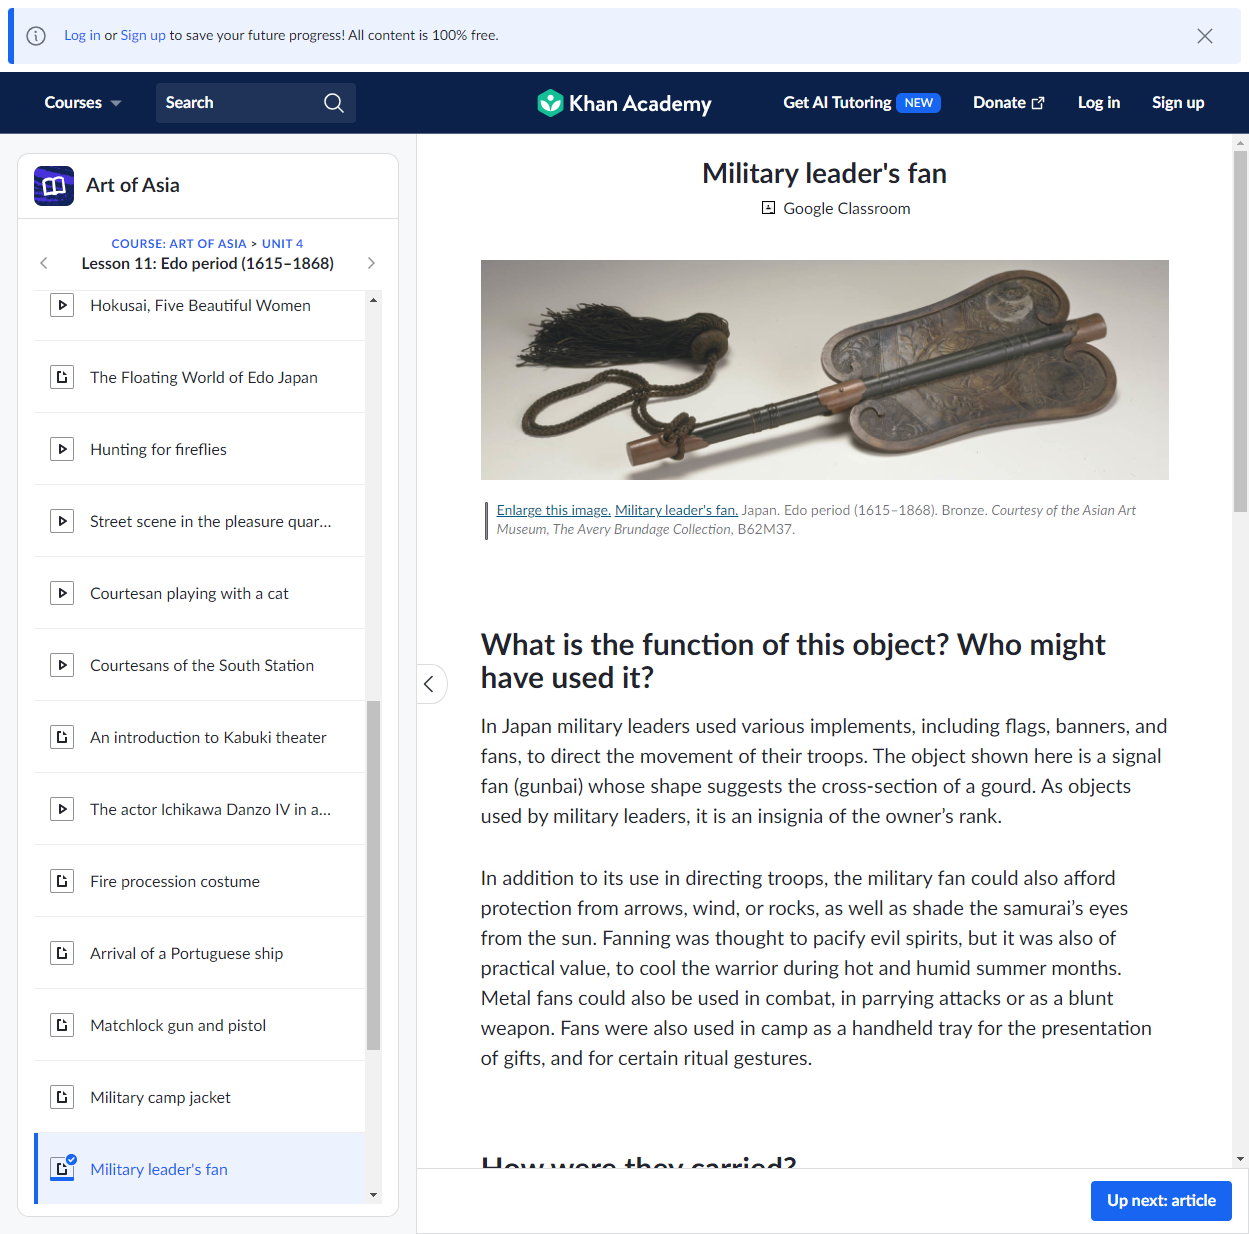 Log in or Sign up to save your future progress! All content is 100% free.
Courses
Search
Khan Academy
Get AI Tutoring NEW
Donate
Log in
Sign up
Art of Asia
COURSE: ART OF ASIA > UNIT 4
Lesson 11: Edo period (1615–1868)
Hokusai, Five Beautiful Women
The Floating World of Edo Japan
Hunting for fireflies
Street scene in the pleasure quar...
Courtesan playing with a cat
Courtesans of the South Station
An introduction to Kabuki theater
The actor Ichikawa Danzo IV in a...
Fire procession costume
Arrival of a Portuguese ship
Matchlock gun and pistol
Military camp jacket
Military leader's fan
Military leader's fan
Google Classroom
Enlarge this image. Military leader's fan. Japan. Edo period (1615–1868). Bronze. Courtesy of the Asian Art
Museum, The Avery Brundage Collection, B62M37.
What is the function of this object? Who might
have used it?
In Japan military leaders used various implements, including flags, banners, and
fans, to direct the movement of their troops. The object shown here is a signal
fan (gunbai) whose shape suggests the cross-section of a gourd. As objects
used by military leaders, it is an insignia of the owner’s rank.
In addition to its use in directing troops, the military fan could also afford
protection from arrows, wind, or rocks, as well as shade the samurai’s eyes
from the sun. Fanning was thought to pacify evil spirits, but it was also of
practical value, to cool the warrior during hot and humid summer months.
Metal fans could also be used in combat, in parrying attacks or as a blunt
weapon. Fans were also used in camp as a handheld tray for the presentation
of gifts, and for certain ritual gestures.
How were they carried?
Up next: article